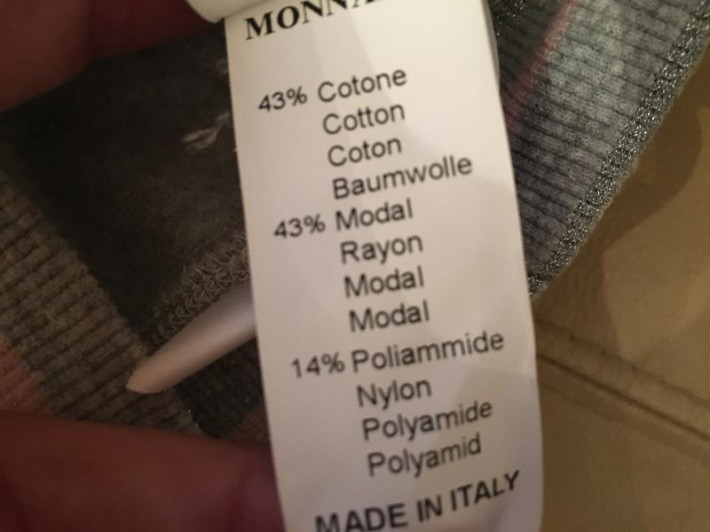 43% Cotone
Cotton
Coton
Baumwolle
43% Modal
Rayon
Modal
Modal
14% Poliammide
Nylon
Polyamide
Polyamid
MADE IN ITALY